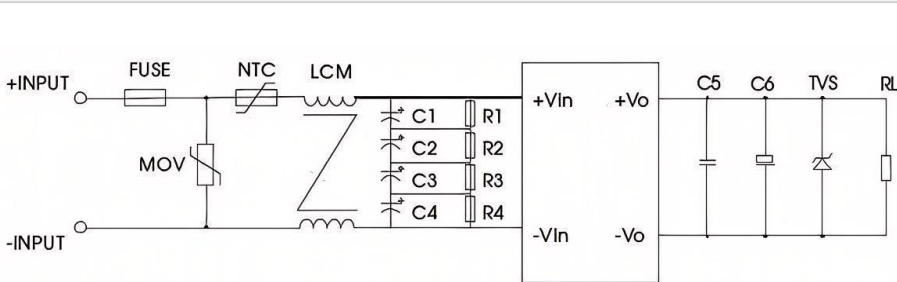 +INPUT
FUSE
NTC
LCM
MOV
-INPUT
C1
R1
C2
R2
C3
R3
C4
R4
+VIn
+Vo
-VIn
-Vo
C5
C6
TVS
RL